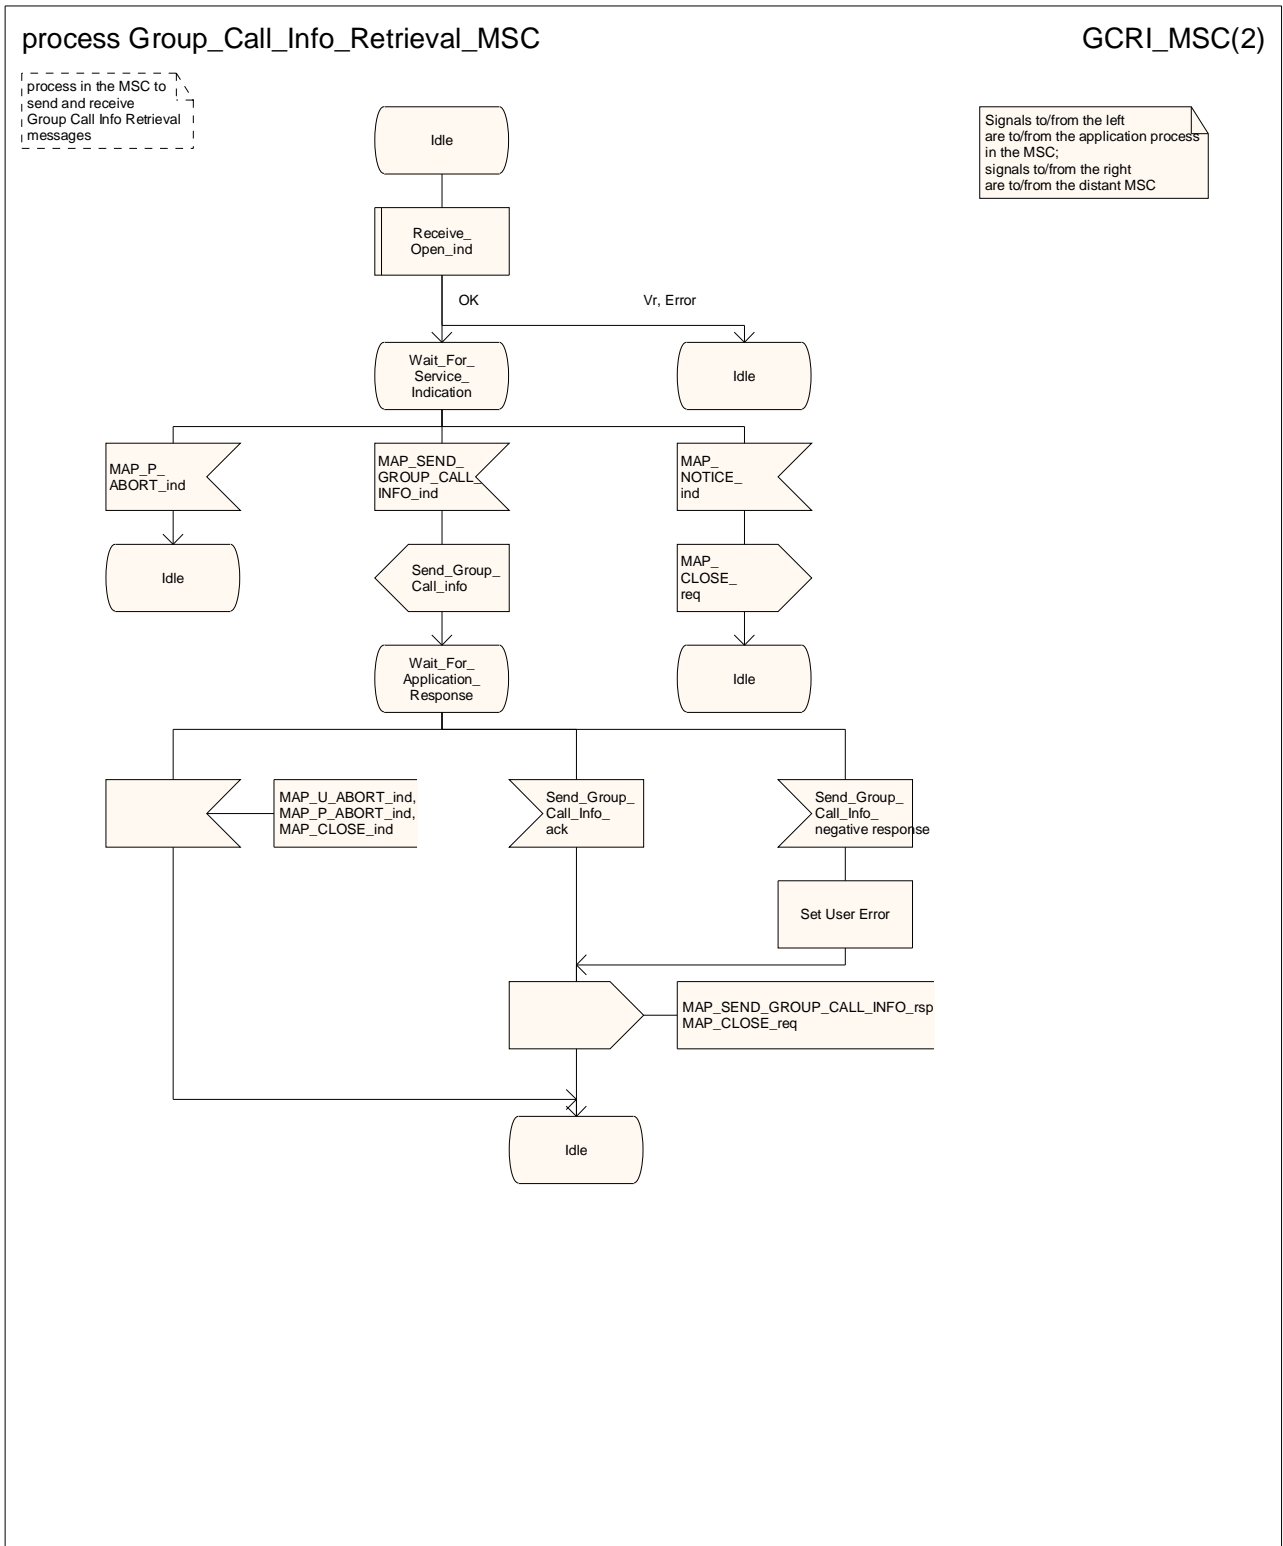 process Group_Call_Info_Retrieval_MSC
GCRI_MSC(2)
process in the MSC to
send and receive
Group Call Info Retrieval
messages
Signals to/from the left
are to/from the application process
in the MSC;
signals to/from the right
are to/from the distant MSC
Idle
Receive_
Open_ind
OK
Vr, Error
Wait_For_
Service_
Indication
Idle
MAP_P_
ABORT_ind
MAP_SEND_
GROUP_CALL_
INFO_ind
MAP_
NOTICE_
ind
Idle
Send_Group_
Call_info
MAP_
CLOSE_
req
Wait_For_
Application_
Response
Idle
MAP_U_ABORT_ind,
MAP_P_ABORT_ind,
MAP_CLOSE_ind
Send_Group_
Call_Info_
ack
Send_Group_
Call_Info_
negative response
Set User Error
MAP_SEND_GROUP_CALL_INFO_rsp
MAP_CLOSE_req
Idle